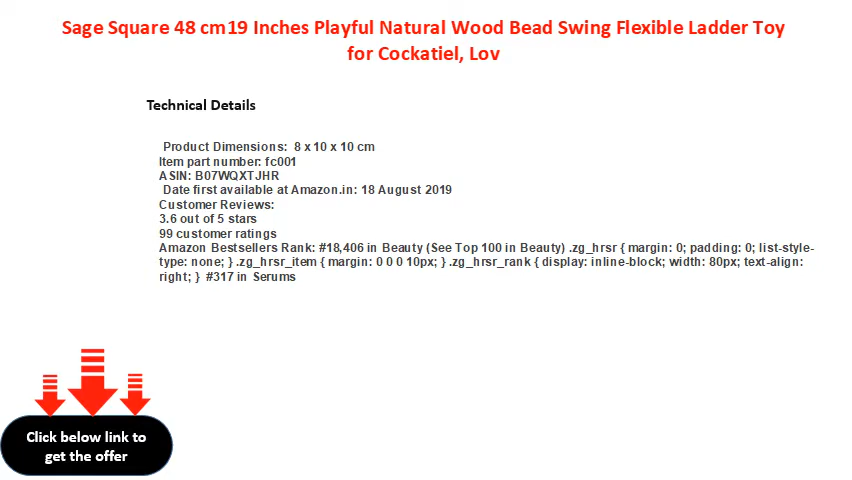 Sage Square 48 cm19 Inches Playful Natural Wood Bead Swing Flexible Ladder Toy
for Cockatiel, Lov
Technical Details
Product Dimensions: 8 x 10 x 10 cm
Item part number: fc001
ASIN: B07WQXTJHR
Date first available at Amazon.in: 18 August 2019
Customer Reviews:
3.6 out of 5 stars
99 customer ratings
Amazon Bestsellers Rank: #18,406 in Beauty (See Top 100 in Beauty) .zg_hrsr { margin: 0; padding: 0; list-style-
type: none; } .zg_hrsr_item { margin: 0 0 0 10px; } .zg_hrsr_rank { display: inline-block; width: 80px; text-align:
right; } #317 in Serums
Click below link to
get the offer